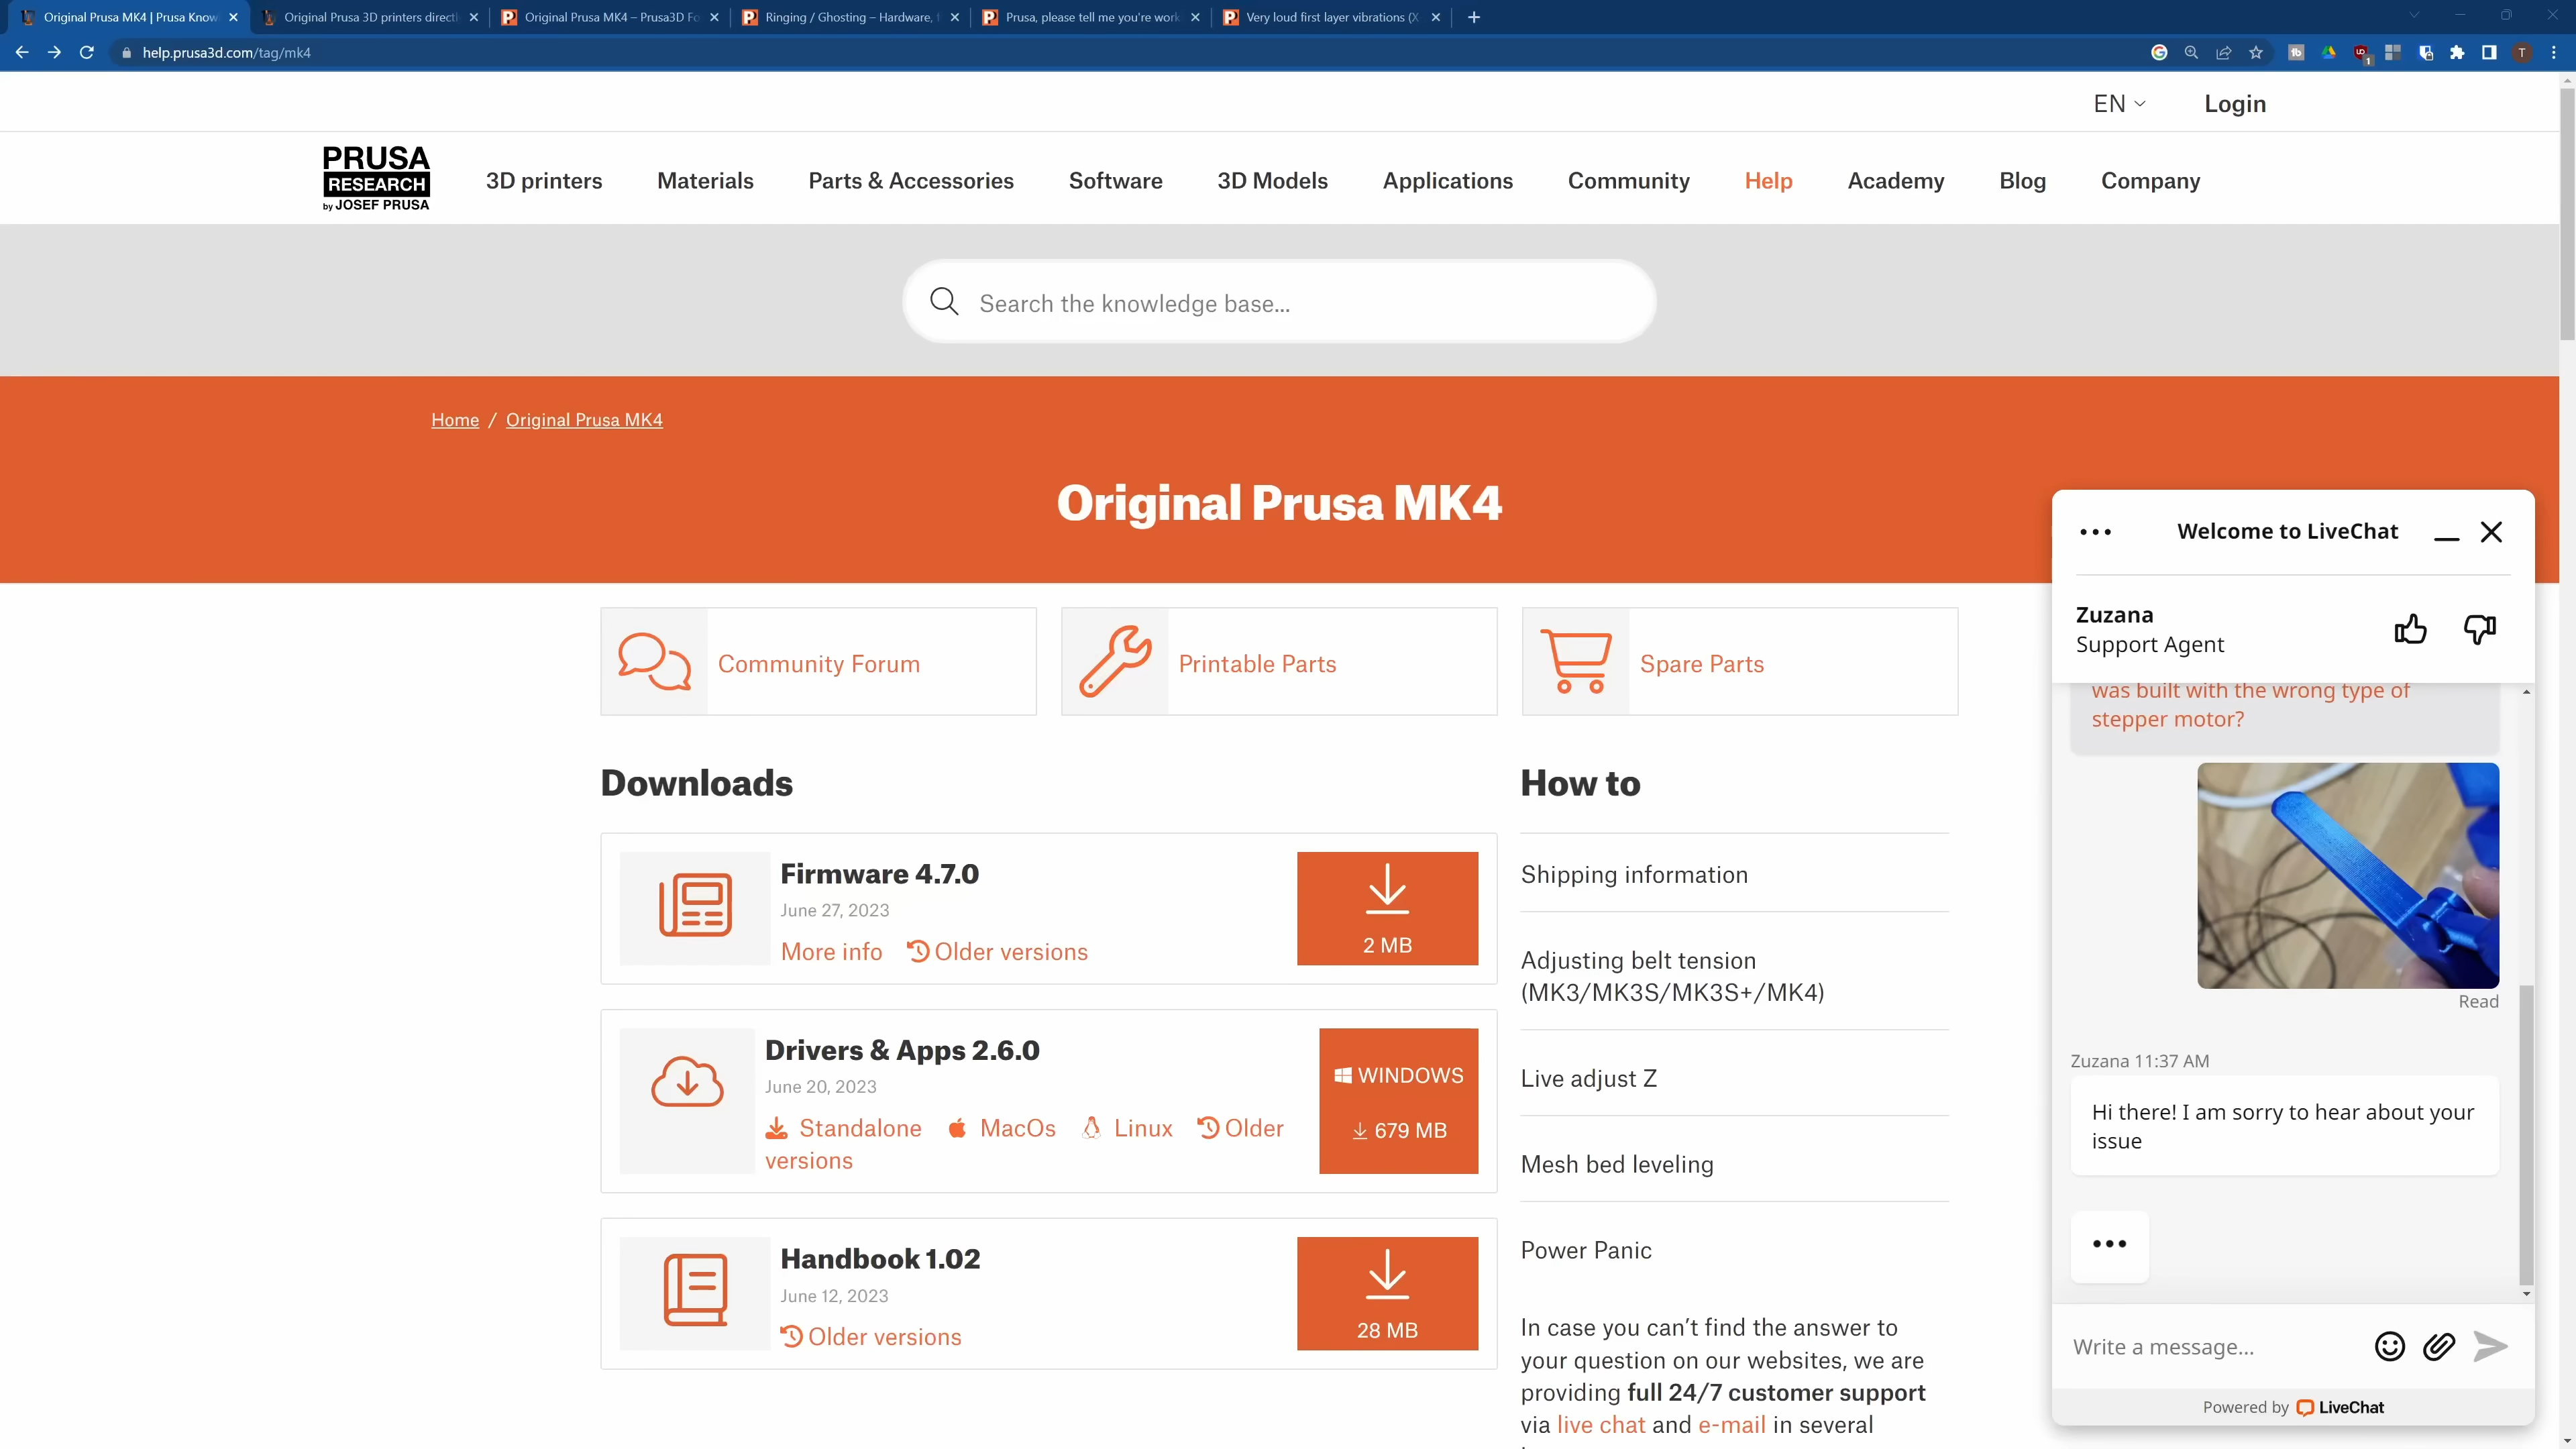 Original Prusa MK4 | Prusa Know
Original Prusa 3D printers directl
Original Prusa MK4 – Prusa3D Fo
Ringing / Ghosting – Hardware,
Prusa, please tell me you're work
Very loud first layer vibrations (X
help.prusa3d.com/tag/mk4
EN
Login
PRUSA
RESEARCH
by JOSEF PRUSA
3D printers
Materials
Parts & Accessories
Software
3D Models
Applications
Community
Help
Academy
Blog
Company
Search the knowledge base...
Home / Original Prusa MK4
Original Prusa MK4
Community Forum
Printable Parts
Spare Parts
Downloads
Firmware 4.7.0
June 27, 2023
More info
Older versions
2 MB
Drivers & Apps 2.6.0
June 20, 2023
Standalone
MacOs
Linux
Older
versions
WINDOWS
679 MB
Handbook 1.02
June 12, 2023
Older versions
28 MB
How to
Shipping information
Adjusting belt tension
(MK3/MK3S/MK3S+/MK4)
Live adjust Z
Mesh bed leveling
Power Panic
In case you can't find the answer to
your question on our websites, we are
providing full 24/7 customer support
via live chat and e-mail in several
Welcome to LiveChat
Zuzana
Support Agent
was built with the wrong type of
stepper motor?
Read
Zuzana 11:37 AM
Hi there! I am sorry to hear about your
issue
Write a message...
Powered by LiveChat